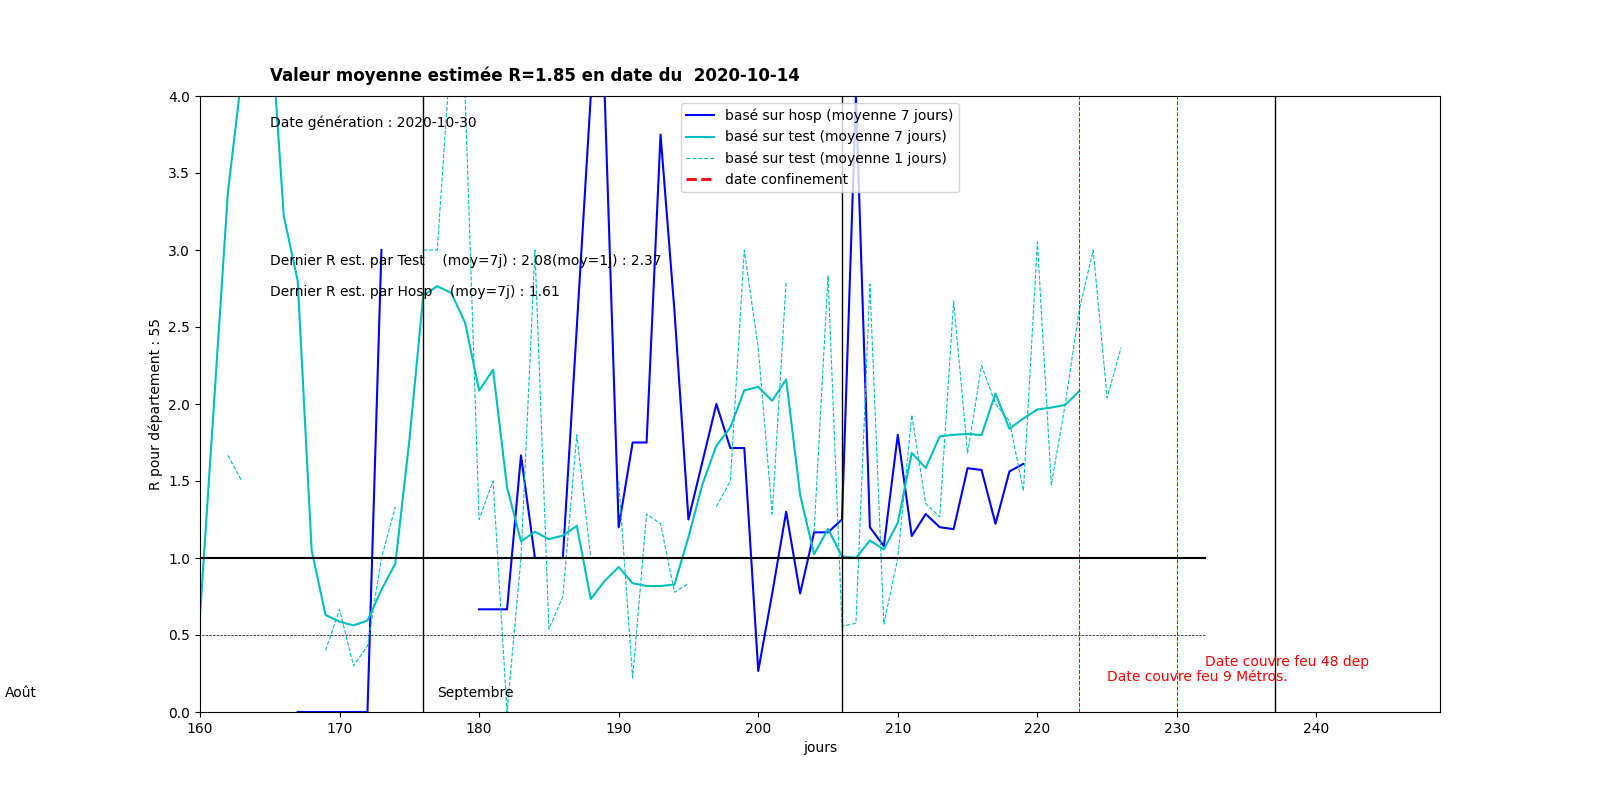 Valeur moyenne estimée R=1.85 en date du  2020-10-14
4.0
Date génération : 2020-10-30
basé sur hosp (moyenne 7 jours)
basé sur test (moyenne 7 jours)
basé sur test (moyenne 1 jours)
date confinement
3.5
3.0
Dernier R est. par Test    (moy=7j) : 2.08(moy=1j) : 2.37
Dernier R est. par Hosp    (moy=7j) : 1.61
2.5
R pour département : 55
2.0
1.5
1.0
0.5
Date couvre feu 48 dep
Date couvre feu 9 Métros.
Août
Septembre
0.0
160 170 180 190 200 210 220 230 240
jours